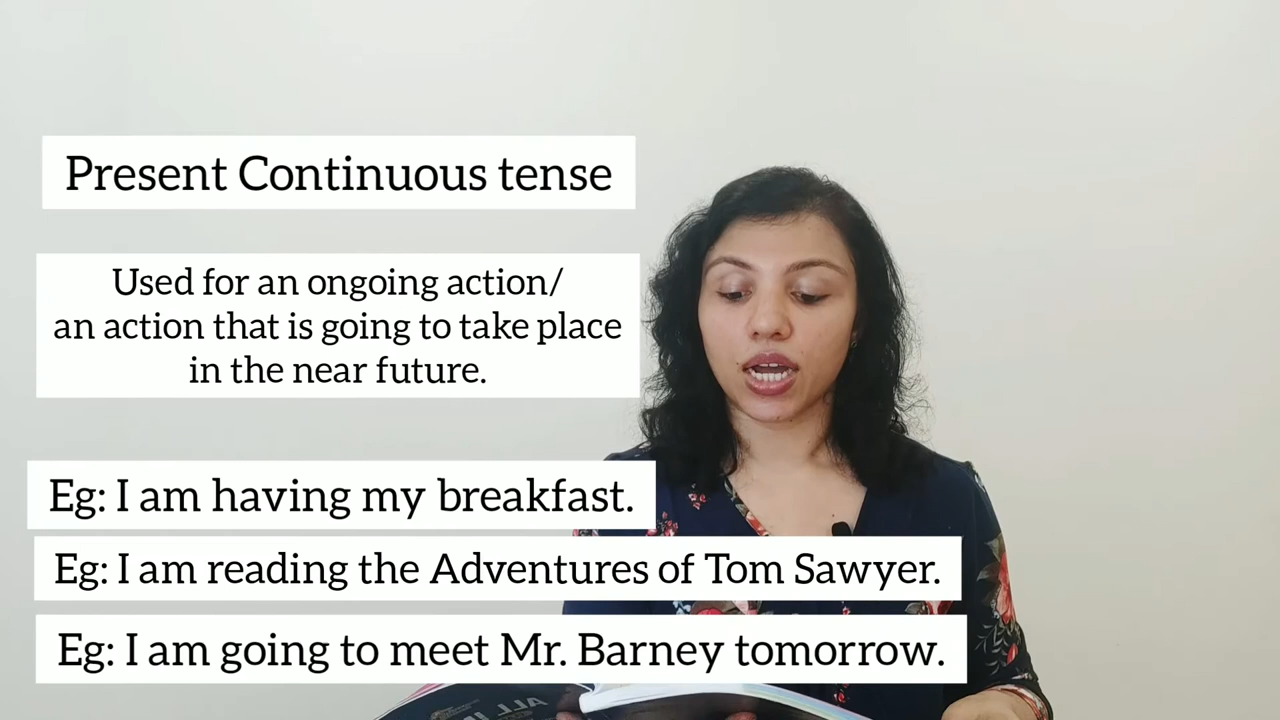 Present Continuous tense
Used for an ongoing action/
an action that is going to take place
in the near future.
Eg: I am having my breakfast.
Eg: I am reading the Adventures of Tom Sawyer.
Eg: I am going to meet Mr. Barney tomorrow.